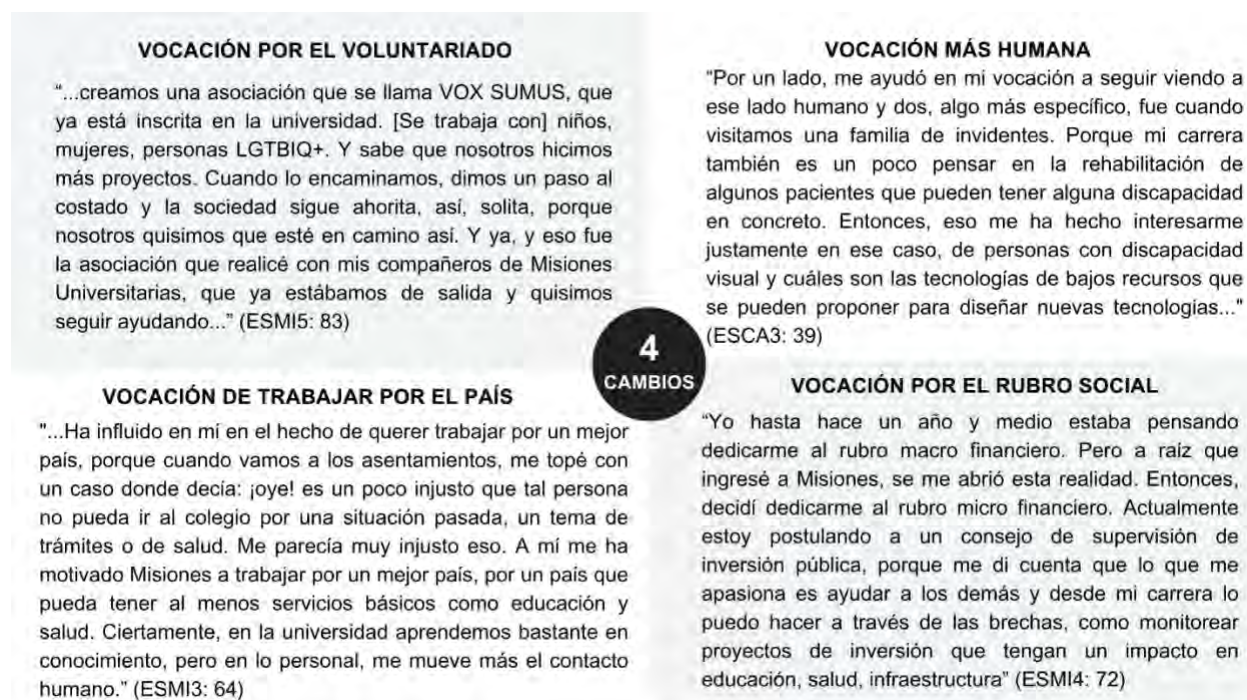 VOCACIÓN POR EL VOLUNTARIADO
“...creamos una asociación que se llama VOX SUMUS, que
ya está inscrita en la universidad. [Se trabaja con] niños,
mujeres, personas LGTBIQ+. Y sabe que nosotros hicimos
más proyectos. Cuando lo encaminamos, dimos un paso al
costado y la sociedad sigue ahorita, así, solita, porque
nosotros quisimos que esté en camino así. Y ya, y eso fue
la asociación que realicé con mis compañeros de Misiones
Universitarias, que ya estábamos de salida y quisimos
seguir ayudando...” (ESMI5: 83)
VOCACIÓN MÁS HUMANA
“Por un lado, me ayudó en mi vocación a seguir viendo a
ese lado humano y dos, algo más específico, fue cuando
visitamos una familia de invidentes. Porque mi carrera
también es un poco pensar en la rehabilitación de
algunos pacientes que pueden tener alguna discapacidad
en concreto. Entonces, eso me ha hecho interesarme
justamente en ese caso, de personas con discapacidad
visual y cuáles son las tecnologías de bajos recursos que
se pueden proponer para diseñar nuevas tecnologías..."
(ESCA3: 39)
4
CAMBIOS
VOCACIÓN DE TRABAJAR POR EL PAÍS
"...Ha influido en mí en el hecho de querer trabajar por un mejor
país, porque cuando vamos a los asentamientos, me topé con
un caso donde decía: ¡oye! es un poco injusto que tal persona
no pueda ir al colegio por una situación pasada, un tema de
trámites o de salud. Me parecía muy injusto eso. A mí me ha
motivado Misiones a trabajar por un mejor país, por un país que
pueda tener al menos servicios básicos como educación y
salud. Ciertamente, en la universidad aprendemos bastante en
conocimiento, pero en lo personal, me mueve más el contacto
humano.” (ESMI3: 64)
VOCACIÓN POR EL RUBRO SOCIAL
“Yo hasta hace un año y medio estaba pensando
dedicarme al rubro macro financiero. Pero a raíz que
ingresé a Misiones, se me abrió esta realidad. Entonces,
decidí dedicarme al rubro micro financiero. Actualmente
estoy postulando a un consejo de supervisión de
inversión pública, porque me di cuenta que lo que me
apasiona es ayudar a los demás y desde mi carrera lo
puedo hacer a través de las brechas, como monitorear
proyectos de inversión que tengan un impacto en
educación, salud, infraestructura” (ESMI4: 72)